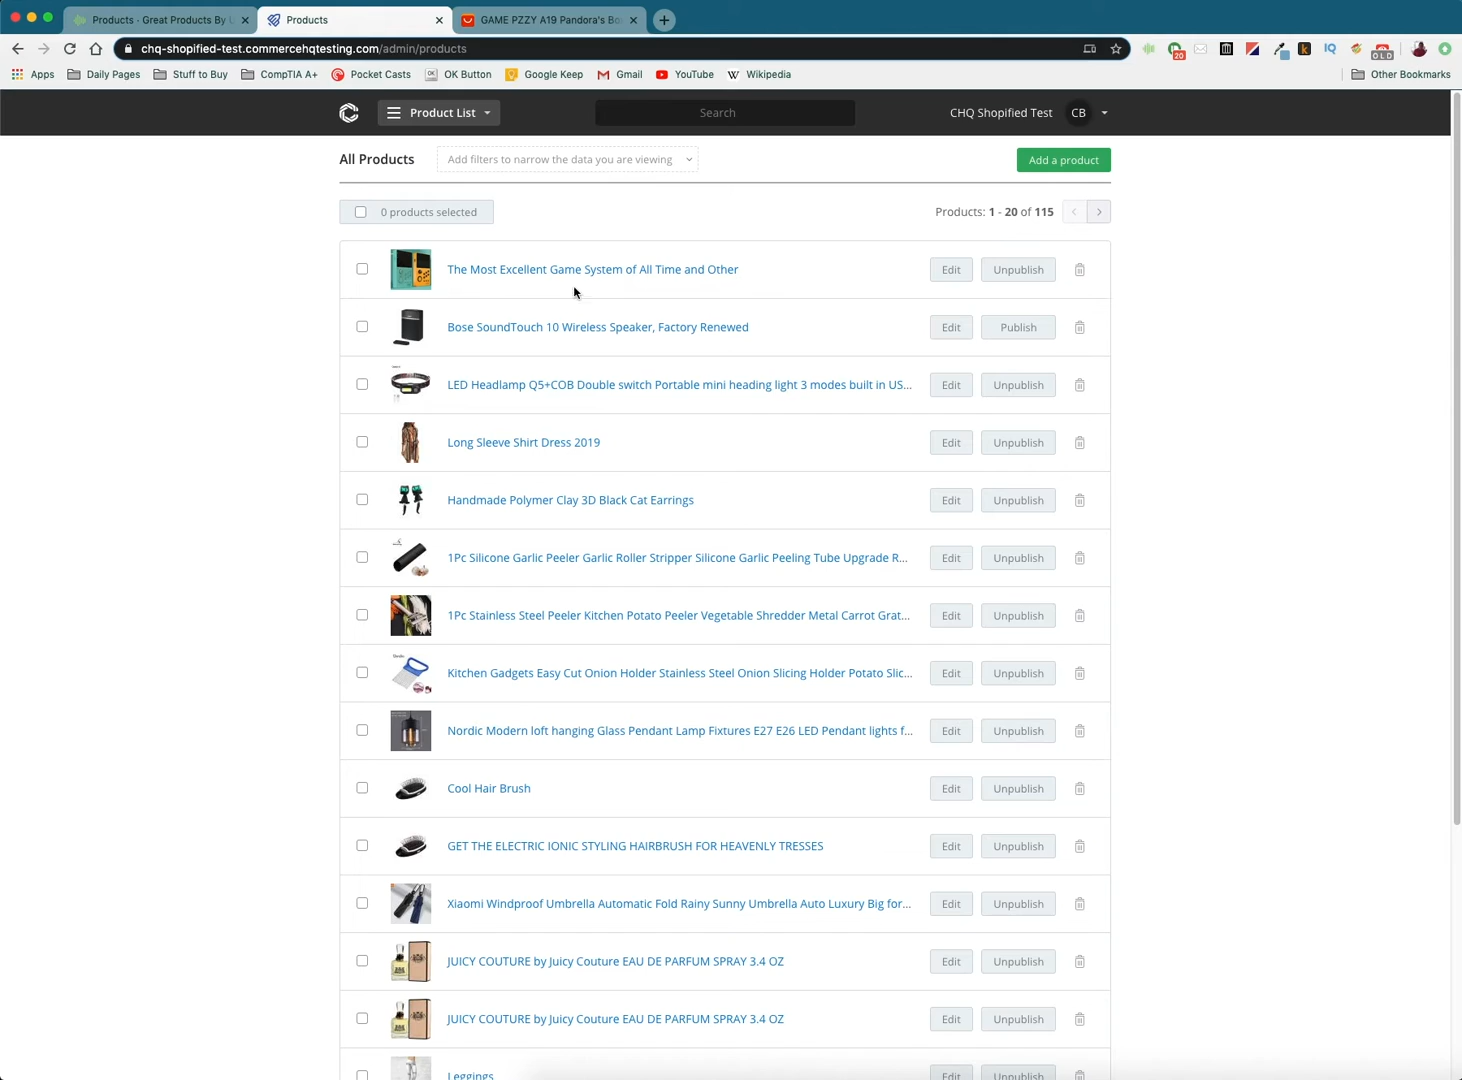 Products - Great Products By U
Products
GAME PZZY A19 Pandora's Bo
chq-shopified-test.commercehqtesting.com/admin/products
20
IQ
OLD
Apps
Daily Pages
Stuff to Buy
CompTIA A+
Pocket Casts
OK Button
Google Keep
Gmail
YouTube
Wikipedia
Other Bookmarks
Product List
Search
CHQ Shopified Test
CB
All Products
Add filters to narrow the data you are viewing
Add a product
0 products selected
Products: 1 - 20 of 115
The Most Excellent Game System of All Time and Other
Edit
Unpublish
Bose SoundTouch 10 Wireless Speaker, Factory Renewed
Edit
Publish
LED Headlamp Q5+COB Double switch Portable mini heading light 3 modes built in US...
Edit
Unpublish
Long Sleeve Shirt Dress 2019
Edit
Unpublish
Handmade Polymer Clay 3D Black Cat Earrings
Edit
Unpublish
1Pc Silicone Garlic Peeler Garlic Roller Stripper Silicone Garlic Peeling Tube Upgrade R...
Edit
Unpublish
1Pc Stainless Steel Peeler Kitchen Potato Peeler Vegetable Shredder Metal Carrot Grat...
Edit
Unpublish
Kitchen Gadgets Easy Cut Onion Holder Stainless Steel Onion Slicing Holder Potato Slic...
Edit
Unpublish
Nordic Modern loft hanging Glass Pendant Lamp Fixtures E27 E26 LED Pendant lights f...
Edit
Unpublish
Cool Hair Brush
Edit
Unpublish
GET THE ELECTRIC IONIC STYLING HAIRBRUSH FOR HEAVENLY TRESSES
Edit
Unpublish
Xiaomi Windproof Umbrella Automatic Fold Rainy Sunny Umbrella Auto Luxury Big for...
Edit
Unpublish
JUICY COUTURE by Juicy Couture EAU DE PARFUM SPRAY 3.4 OZ
Edit
Unpublish
JUICY COUTURE by Juicy Couture EAU DE PARFUM SPRAY 3.4 OZ
Edit
Unpublish
Leggings
Edit
Unpublish